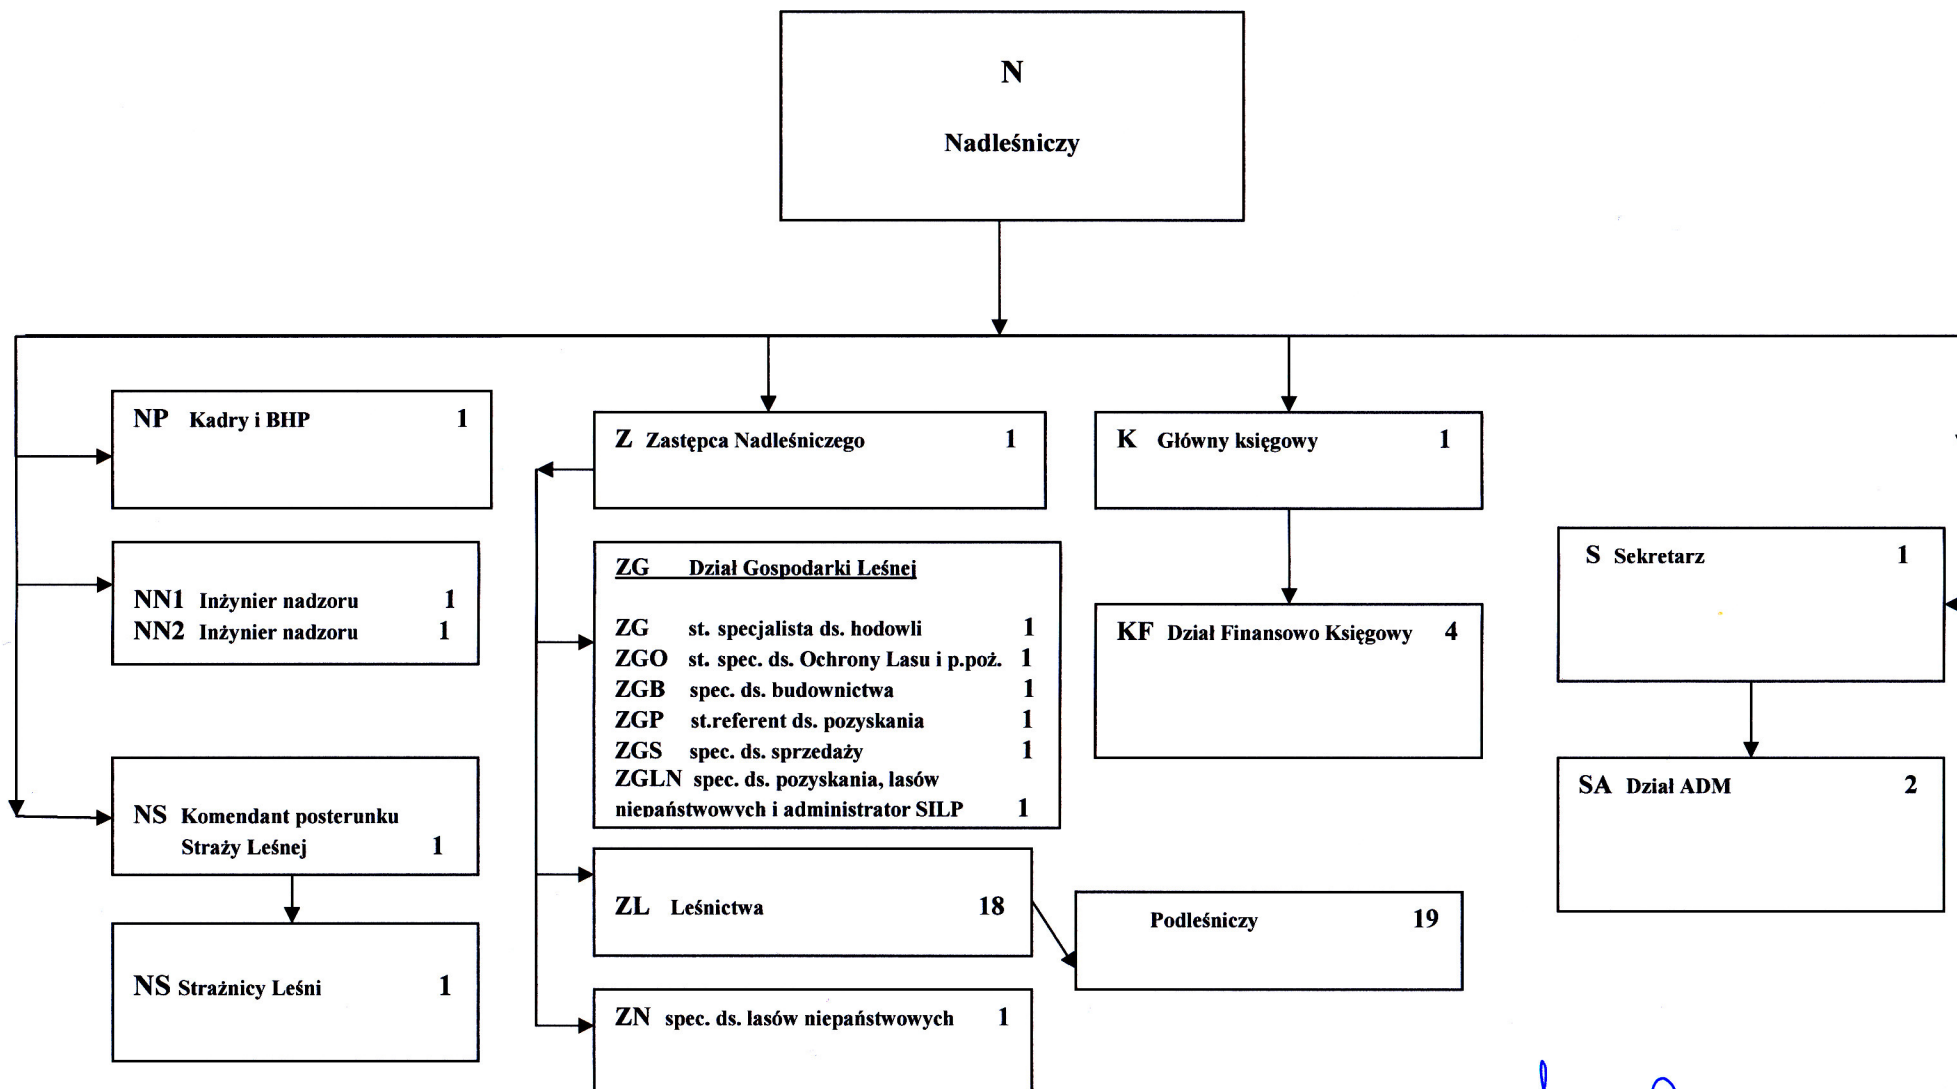 N
Nadleśniczy
NP Kadry i BHP 1
NN1 Inżynier nadzoru 1
NN2 Inżynier nadzoru 1
NS Komendant posterunku
Straży Leśnej 1
NS Strażnicy Leśni 1
Z Zastępca Nadleśniczego 1
ZG Dział Gospodarki Leśnej
ZG st. specjalista ds. hodowli 1
ZGO st. spec. ds. Ochrony Lasu i p.poż. 1
ZGB spec. ds. budownictwa 1
ZGP st.referent ds. pozyskania 1
ZGS spec. ds. sprzedaży 1
ZGLN spec. ds. pozyskania, lasów
niepaństwowych i administrator SILP 1
ZL Leśnictwa 18
Podleśniczy 19
ZN spec. ds. lasów niepaństwowych 1
K Główny księgowy 1
KF Dział Finansowo Księgowy 4
S Sekretarz 1
SA Dział ADM 2